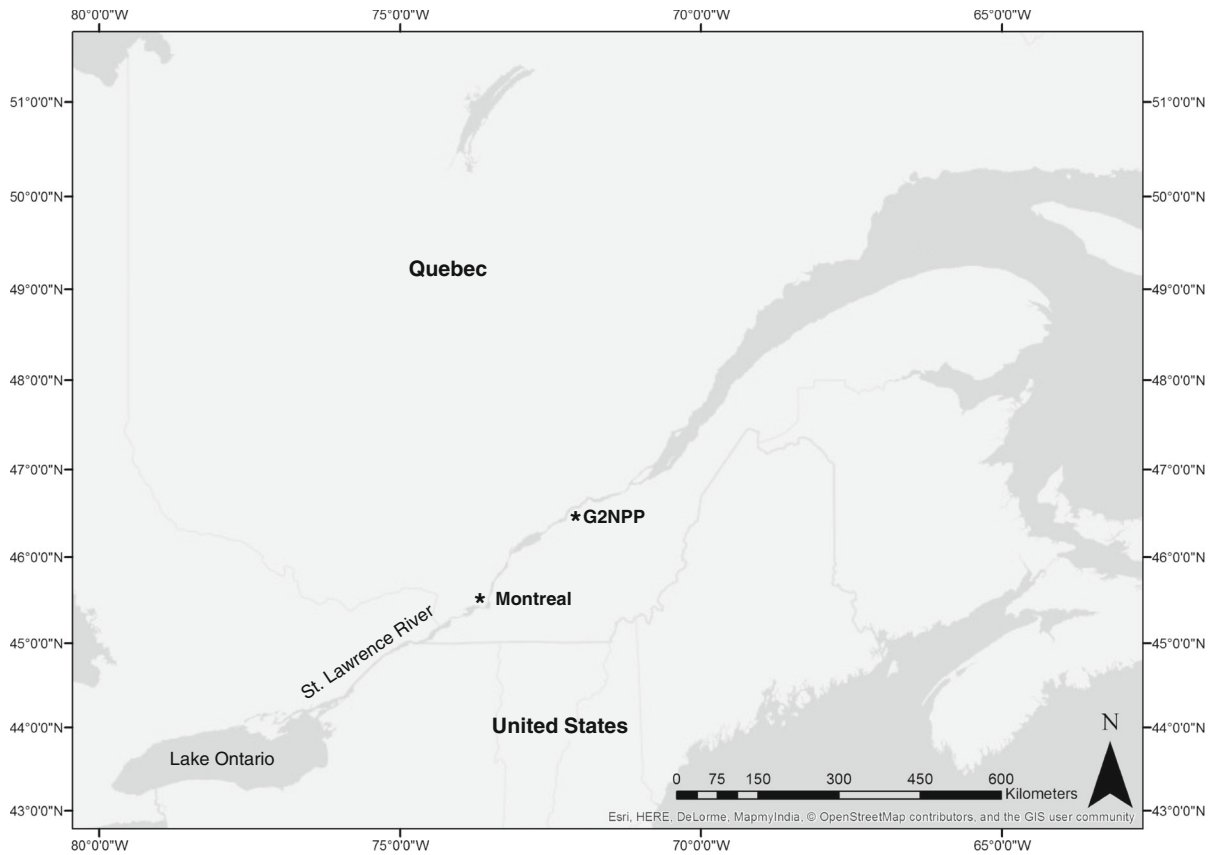 80°0'0"W 75°0'0"W 70°0'0"W 65°0'0"W
51°0'0"N 51°0'0"N
50°0'0"N 50°0'0"N
Quebec
49°0'0"N 49°0'0"N
48°0'0"N 48°0'0"N
47°0'0"N 47°0'0"N
* G2NPP
46°0'0"N 46°0'0"N
* Montreal
St. Lawrence River
45°0'0"N 45°0'0"N
44°0'0"N United States 44°0'0"N
N
Lake Ontario
0 75 150 300 450 600
Kilometers
43°0'0"N 43°0'0"N
Esri, HERE, DeLorme, MapmyIndia, © OpenStreetMap contributors, and the GIS user community
80°0'0"W 75°0'0"W 70°0'0"W 65°0'0"W